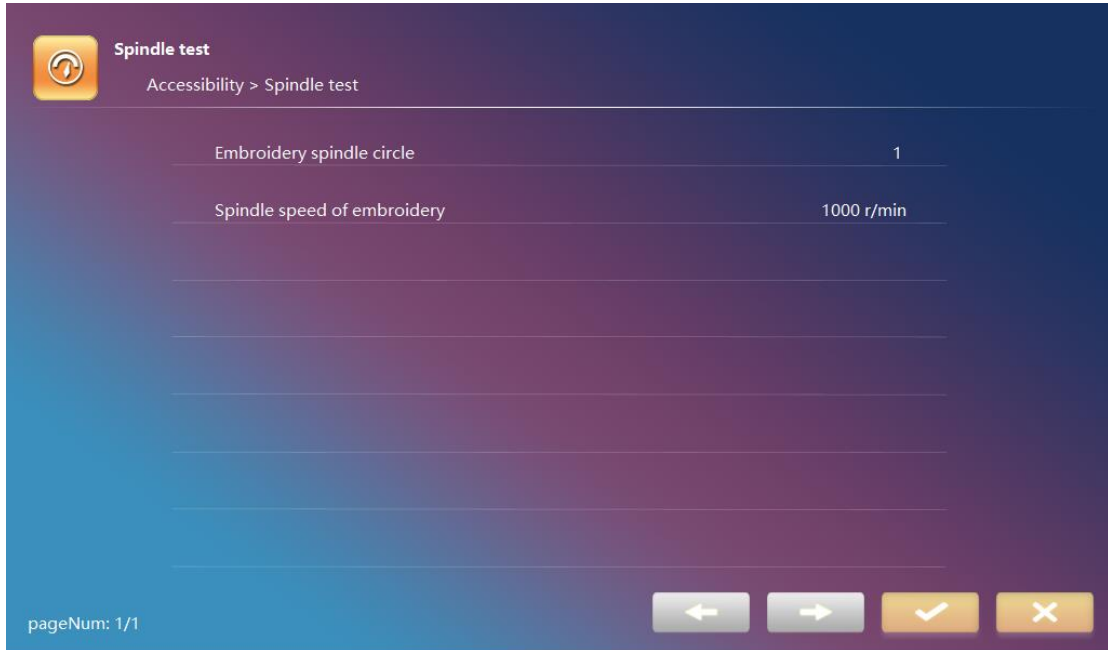 Spindle test
Accessibility > Spindle test
Embroidery spindle circle 1
Spindle speed of embroidery 1000 r/min
pageNum: 1/1